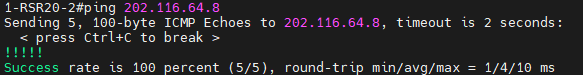 1-RSR20-2#ping 202.116.64.8
Sending 5, 100-byte ICMP Echoes to 202.116.64.8, timeout is 2 seconds:
  < press Ctrl+C to break >
!!!!!
Success rate is 100 percent (5/5), round-trip min/avg/max = 1/4/10 ms